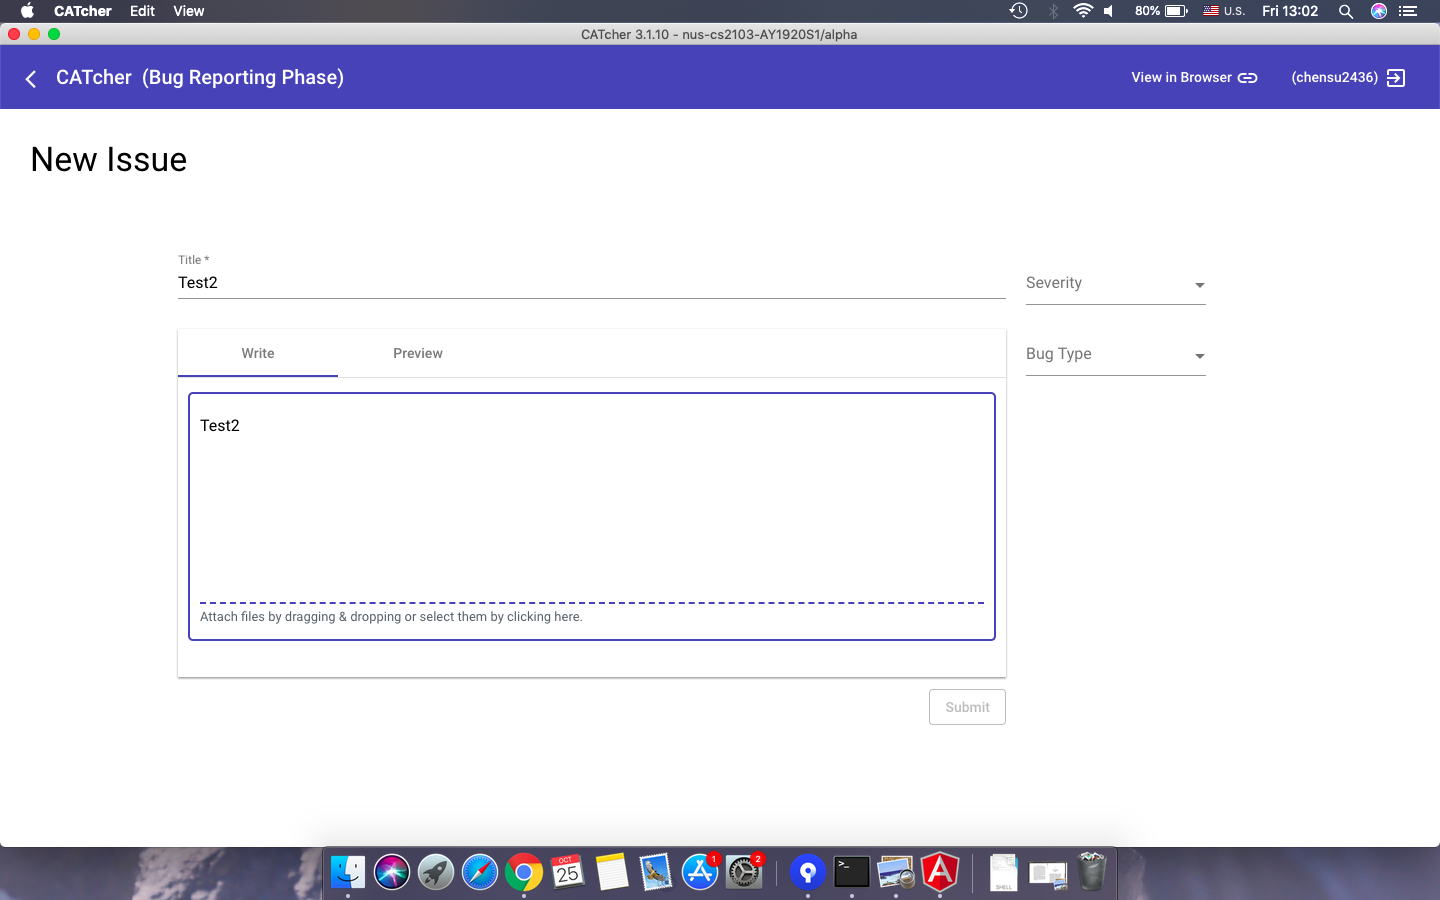 CATcher Edit View 80% U.S. Fri 13:02
CATcher 3.1.10 - nus-cs2103-AY1920S1/alpha
CATcher (Bug Reporting Phase) View in Browser (chensu2436)
New Issue
Title *
Test2
Severity
Write Preview
Bug Type
Test2
Attach files by dragging & dropping or select them by clicking here.
Submit
OCT
25
1
2
>_
SHELL